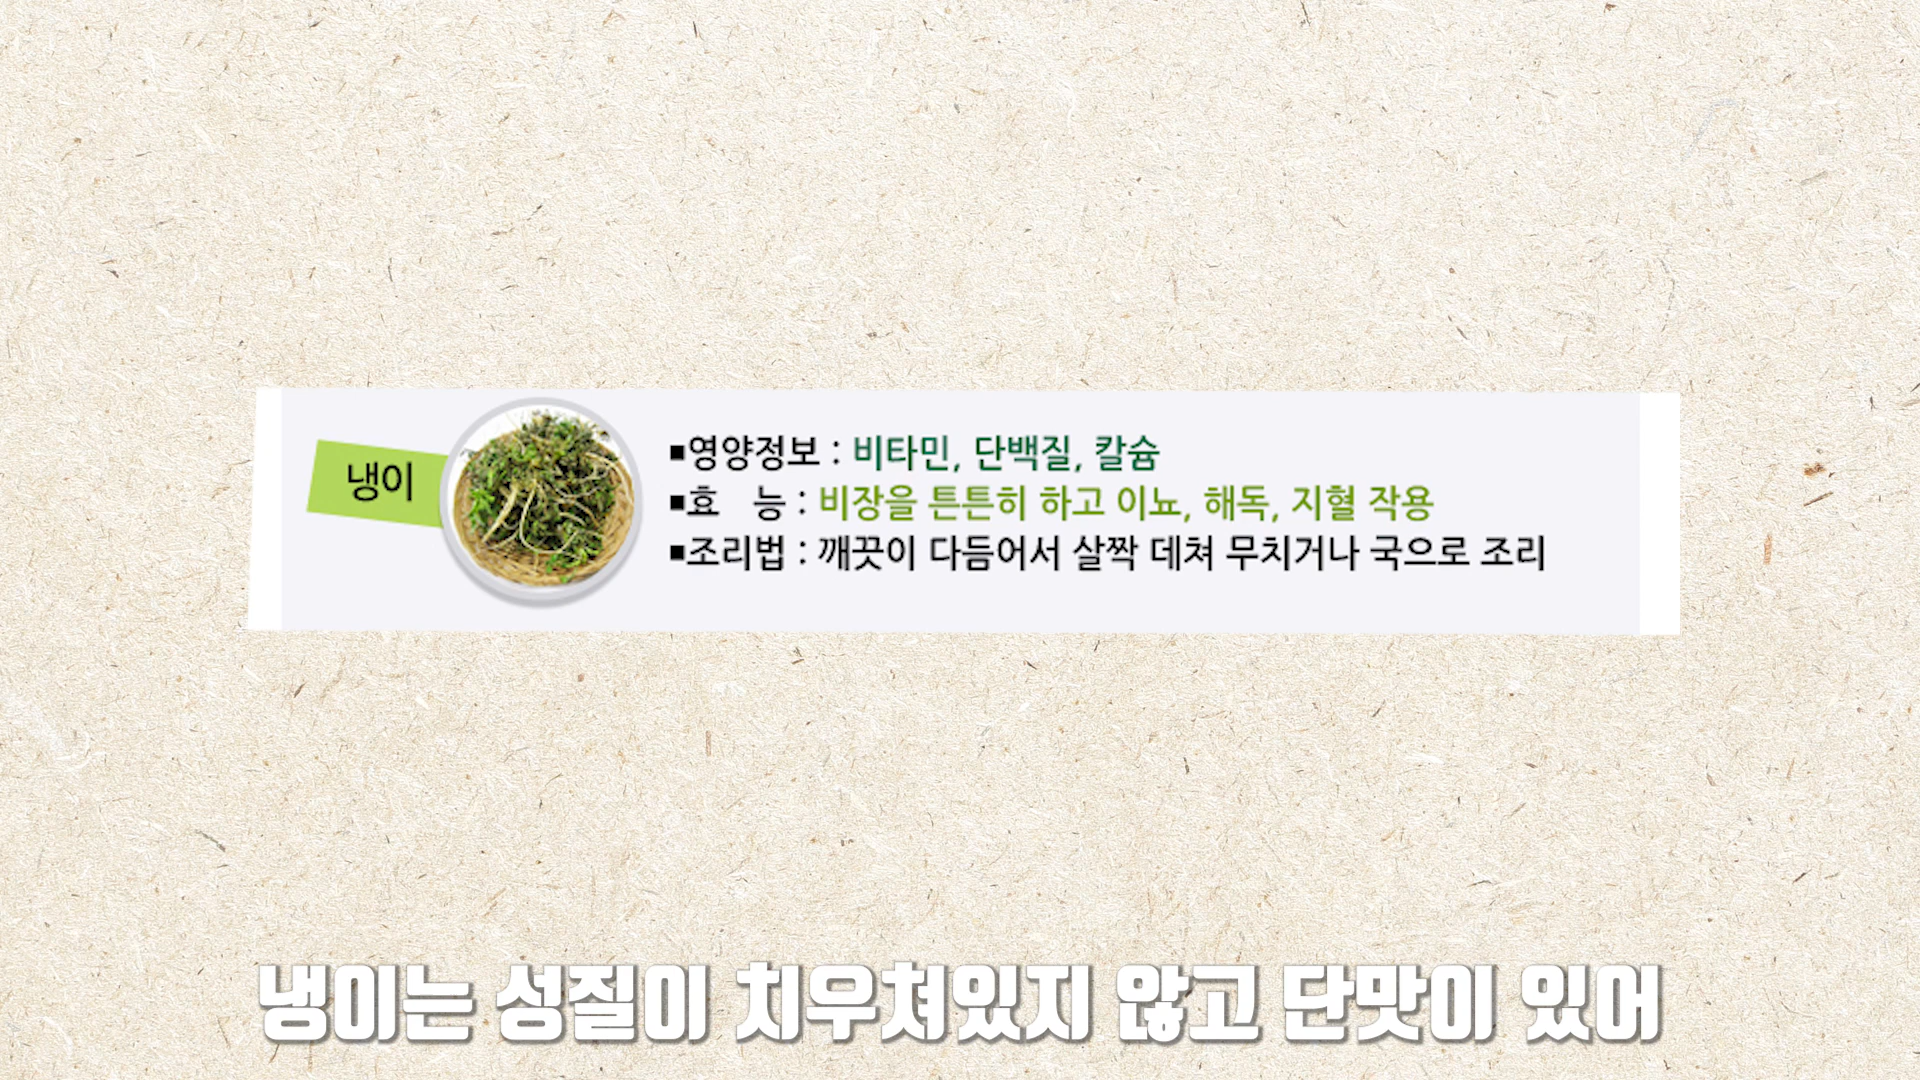 냉이
▪영양정보 : 비타민, 단백질, 칼슘
▪효 능 : 비장을 튼튼히 하고 이뇨, 해독, 지혈 작용
▪조리법 : 깨끗이 다듬어서 살짝 데쳐 무치거나 국으로 조리
냉이는 성질이 치우쳐있지 않고 단맛이 있어